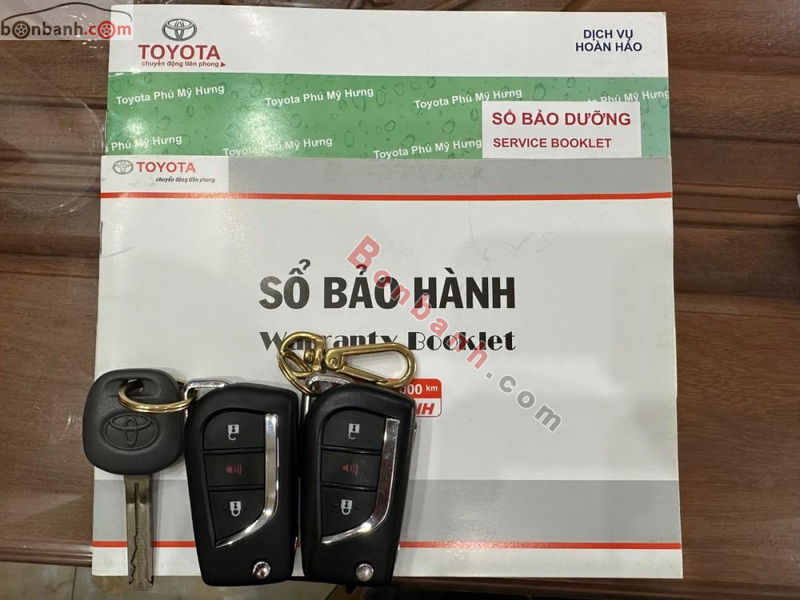 bonbanh.com
TOYOTA
chuyển động tiên phong
DỊCH VỤ
HOÀN HẢO
Toyota Phú Mỹ Hưng Toyota Phú Mỹ Hưng Toyota Phú Mỹ Hưng
SỔ BẢO DƯỠNG
SERVICE BOOKLET
Toyota Phú Mỹ Hưng Toyota Phú Mỹ Hưng
TOYOTA
chuyển động tiên phong
SỔ BẢO HÀNH
Warranty Booklet
Bonbanh.com
000 km